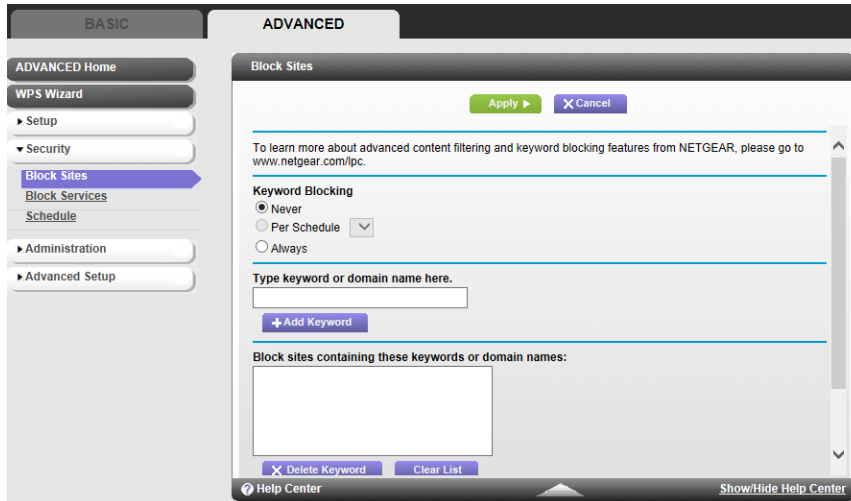 BASIC
ADVANCED
ADVANCED Home
WPS Wizard
Setup
Security
Block Sites
Block Services
Schedule
Administration
Advanced Setup
Block Sites
Apply
Cancel
To learn more about advanced content filtering and keyword blocking features from NETGEAR, please go to
www.netgear.com/lpc.
Keyword Blocking
Never
Per Schedule
Always
Type keyword or domain name here.
Add Keyword
Block sites containing these keywords or domain names:
Delete Keyword
Clear List
Help Center
Show/Hide Help Center